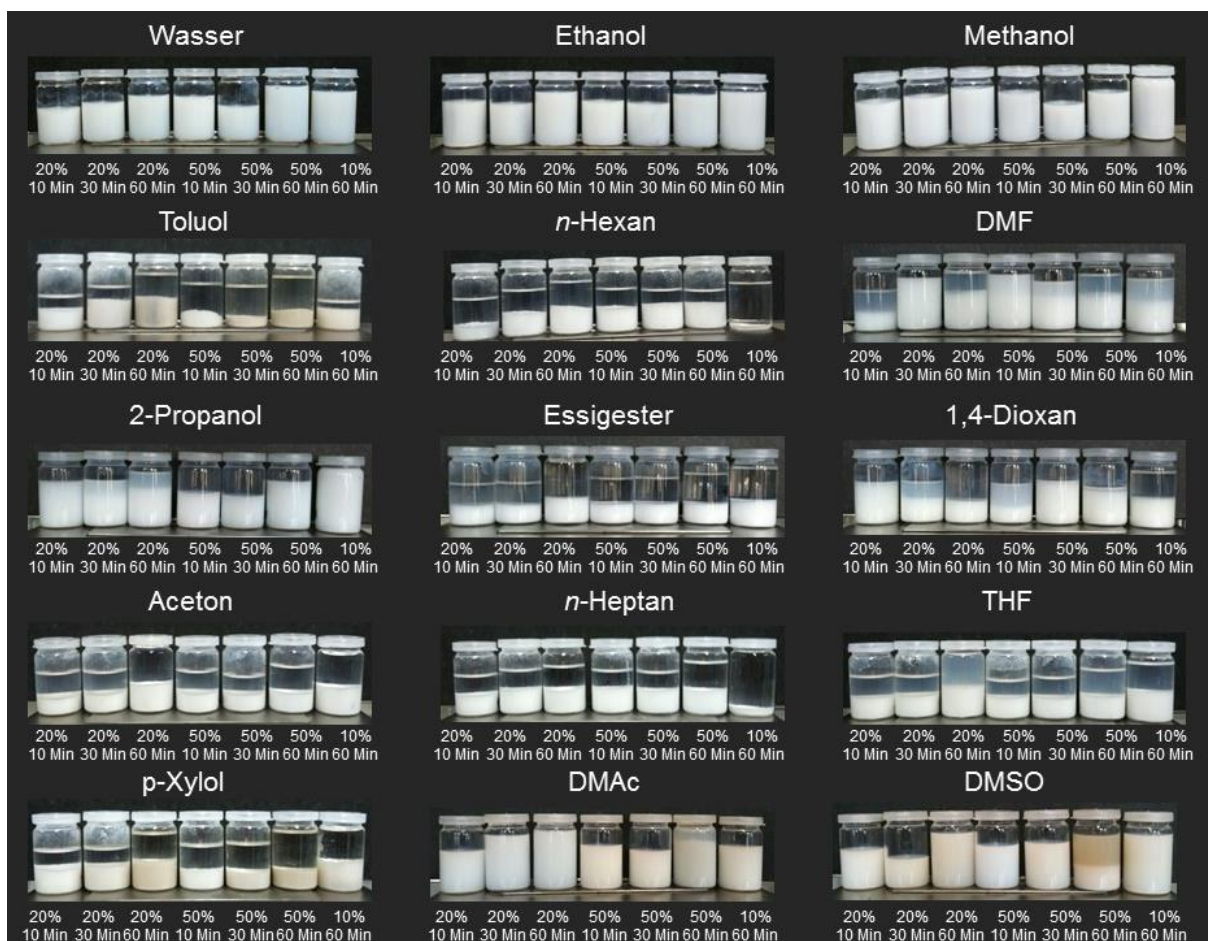 Wasser Ethanol Methanol
20% 20% 20% 50% 50% 50% 10% 20% 20% 20% 50% 50% 50% 10% 20% 20% 20% 50% 50% 50% 10%
10 Min 30 Min 60 Min 10 Min 30 Min 60 Min 60 Min 10 Min 30 Min 60 Min 10 Min 30 Min 60 Min 60 Min 10 Min 30 Min 60 Min 10 Min 30 Min 60 Min 60 Min
Toluol n-Hexan DMF
20% 20% 20% 50% 50% 50% 10% 20% 20% 20% 50% 50% 50% 10% 20% 20% 20% 50% 50% 50% 10%
10 Min 30 Min 60 Min 10 Min 30 Min 60 Min 60 Min 10 Min 30 Min 60 Min 10 Min 30 Min 60 Min 60 Min 10 Min 30 Min 60 Min 10 Min 30 Min 60 Min 60 Min
2-Propanol Essigester 1,4-Dioxan
20% 20% 20% 50% 50% 50% 10% 20% 20% 20% 50% 50% 50% 10% 20% 20% 20% 50% 50% 50% 10%
10 Min 30 Min 60 Min 10 Min 30 Min 60 Min 60 Min 10 Min 30 Min 60 Min 10 Min 30 Min 60 Min 60 Min 10 Min 30 Min 60 Min 10 Min 30 Min 60 Min 60 Min
Aceton n-Heptan THF
20% 20% 20% 50% 50% 50% 10% 20% 20% 20% 50% 50% 50% 10% 20% 20% 20% 50% 50% 50% 10%
10 Min 30 Min 60 Min 10 Min 30 Min 60 Min 60 Min 10 Min 30 Min 60 Min 10 Min 30 Min 60 Min 60 Min 10 Min 30 Min 60 Min 10 Min 30 Min 60 Min 60 Min
p-Xylol DMAc DMSO
20% 20% 20% 50% 50% 50% 10% 20% 20% 20% 50% 50% 50% 10% 20% 20% 20% 50% 50% 50% 10%
10 Min 30 Min 60 Min 10 Min 30 Min 60 Min 60 Min 10 Min 30 Min 60 Min 10 Min 30 Min 60 Min 60 Min 10 Min 30 Min 60 Min 10 Min 30 Min 60 Min 60 Min